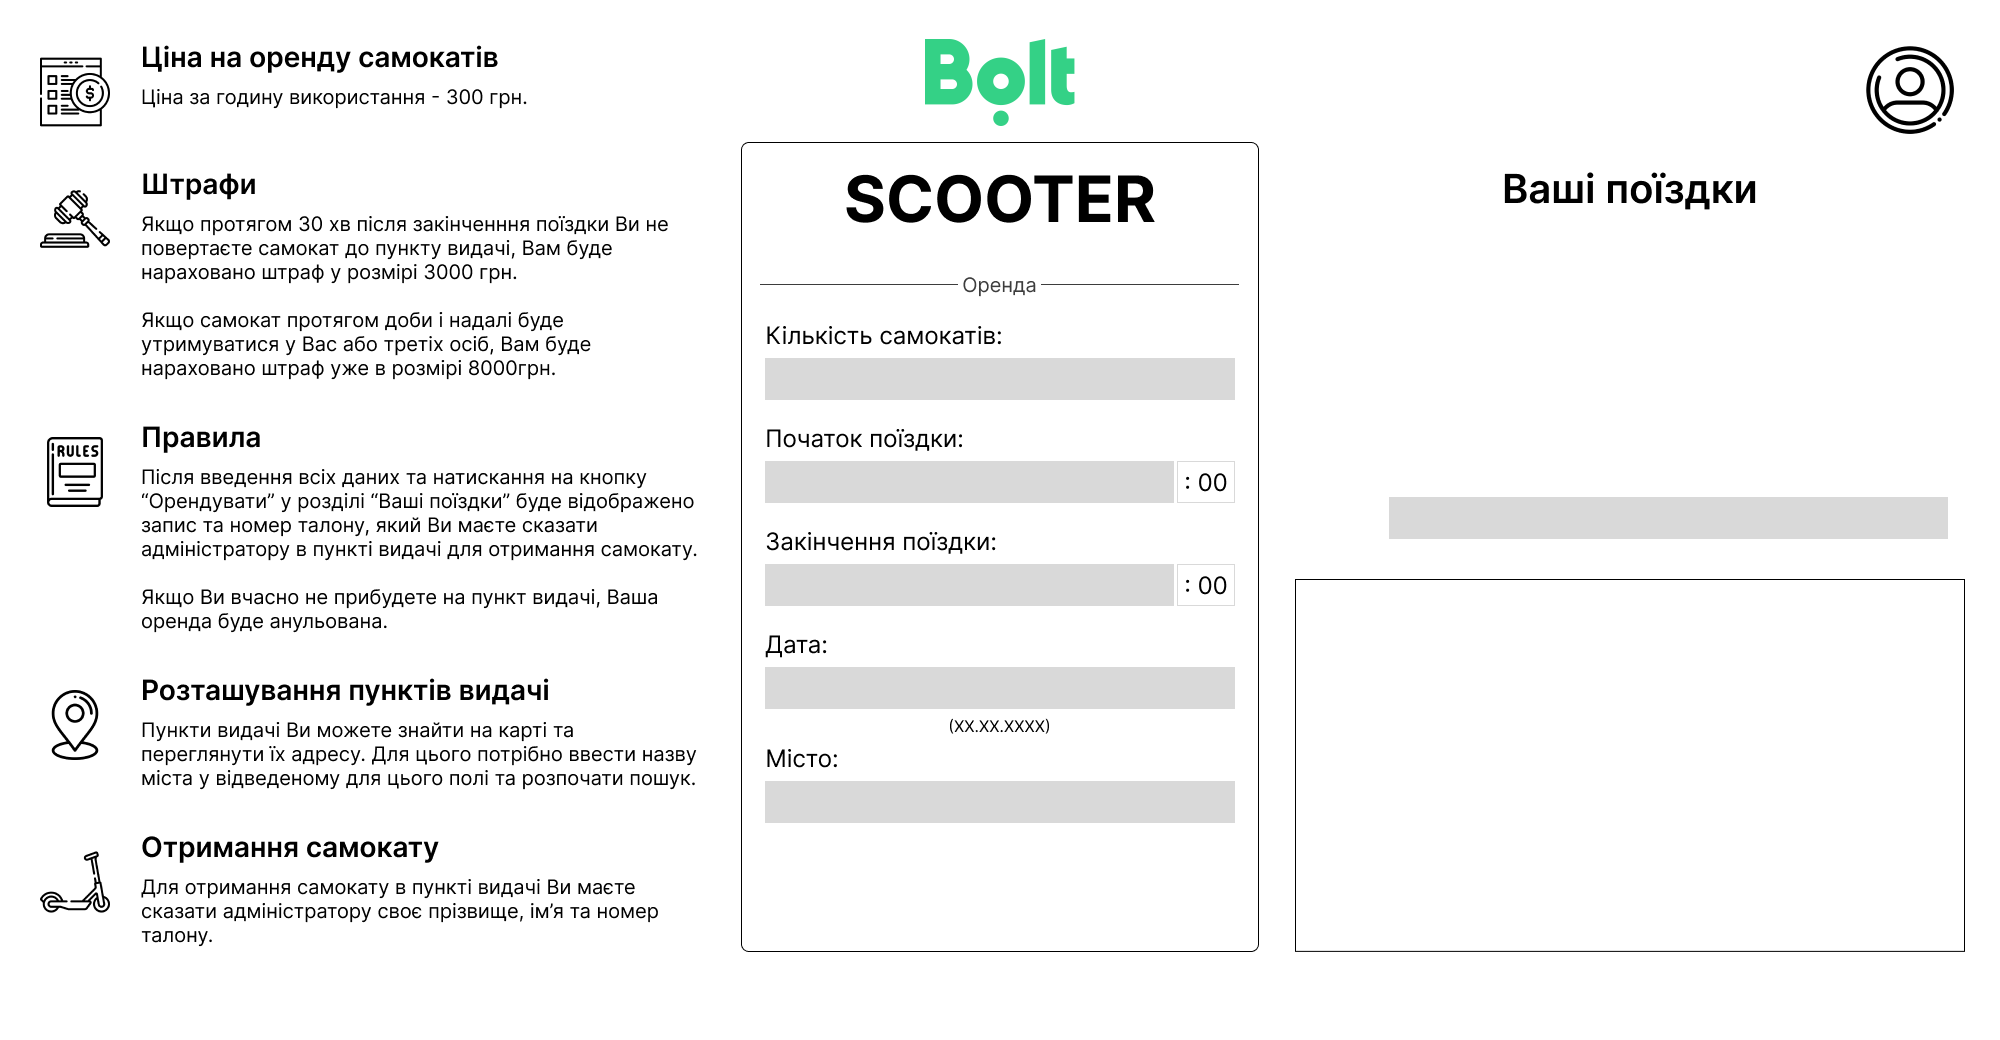 Ціна на оренду самокатів
Ціна за годину використання - 300 грн.
Штрафи
Якщо протягом 30 хв після закінченння поїздки Ви не
повертаєте самокат до пункту видачі, Вам буде
нараховано штраф у розмірі 3000 грн.
Якщо самокат протягом доби і надалі буде
утримуватися у Вас або третіх осіб, Вам буде
нараховано штраф уже в розмірі 8000грн.
RULES
Правила
Після введення всіх даних та натискання на кнопку
“Орендувати” у розділі “Ваші поїздки” буде відображено
запис та номер талону, який Ви маєте сказати
адміністратору в пункті видачі для отримання самокату.
Якщо Ви вчасно не прибудете на пункт видачі, Ваша
оренда буде анульована.
Розташування пунктів видачі
Пункти видачі Ви можете знайти на карті та
переглянути їх адресу. Для цього потрібно ввести назву
міста у відведеному для цього полі та розпочати пошук.
Отримання самокату
Для отримання самокату в пункті видачі Ви маєте
сказати адміністратору своє прізвище, ім’я та номер
талону.
Bolt
SCOOTER
Оренда
Кількість самокатів:
Початок поїздки:
: 00
Закінчення поїздки:
: 00
Дата:
(XX.XX.XXXX)
Місто:
Ваші поїздки